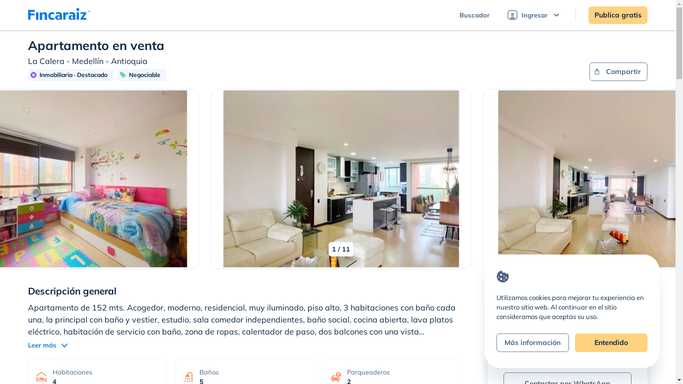 Fincaraiz
Buscador
Ingresar
Publica gratis
Apartamento en venta
La Calera - Medellín - Antioquia
Inmobiliaria · Destacado
Negociable
Compartir
1 / 11
Descripción general
Apartamento de 152 mts. Acogedor, moderno, residencial, muy iluminado, piso alto, 3 habitaciones con baño cada
una, la principal con baño y vestier, estudio, sala comedor independientes, baño social, cocina abierta, lava platos
eléctrico, habitación de servicio con baño, zona de ropas, calentador de paso, dos balcones con una vista...
Leer más
Habitaciones
4
Baños
5
Parqueaderos
2
Utilizamos cookies para mejorar tu experiencia en
nuestro sitio web. Al continuar en el sitio
consideramos que aceptas su uso.
Más información
Entendido
Contactar por WhatsApp